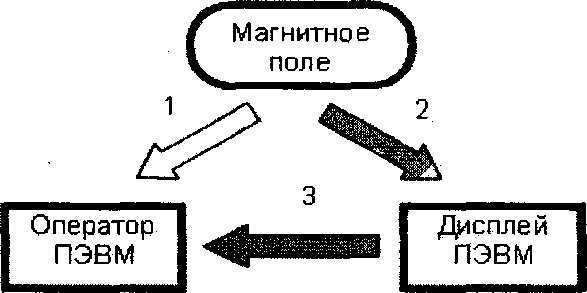 Магнитное
поле
1
2
3
Оператор
ПЭВМ
Дисплей
ПЭВМ